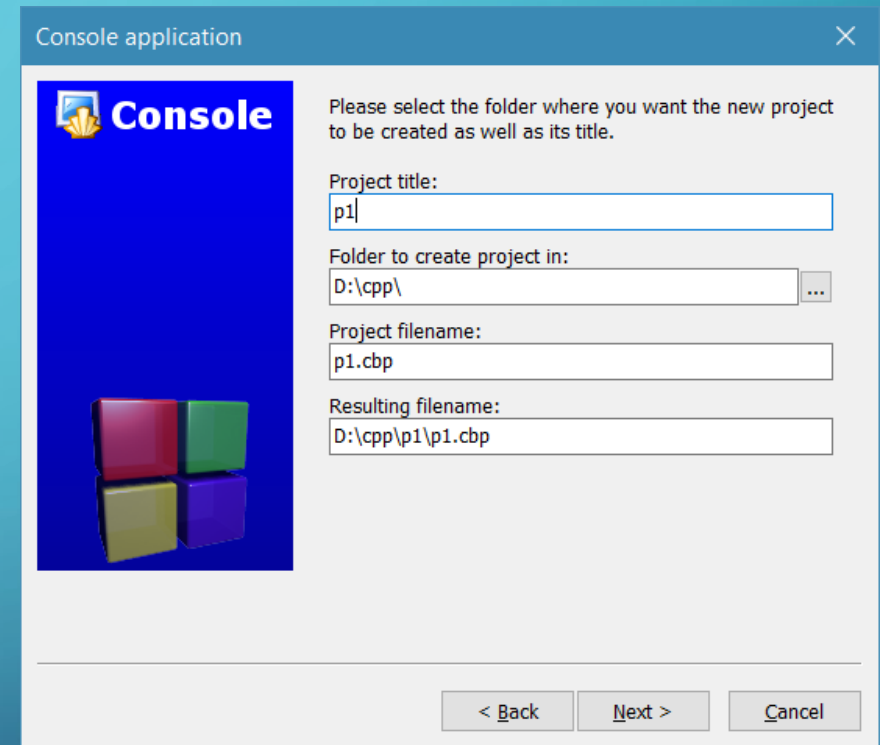 Console application
Console
Please select the folder where you want the new project
to be created as well as its title.
Project title:
p1
Folder to create project in:
D:\cpp\
...
Project filename:
p1.cbp
Resulting filename:
D:\cpp\p1\p1.cbp
< Back Next > Cancel